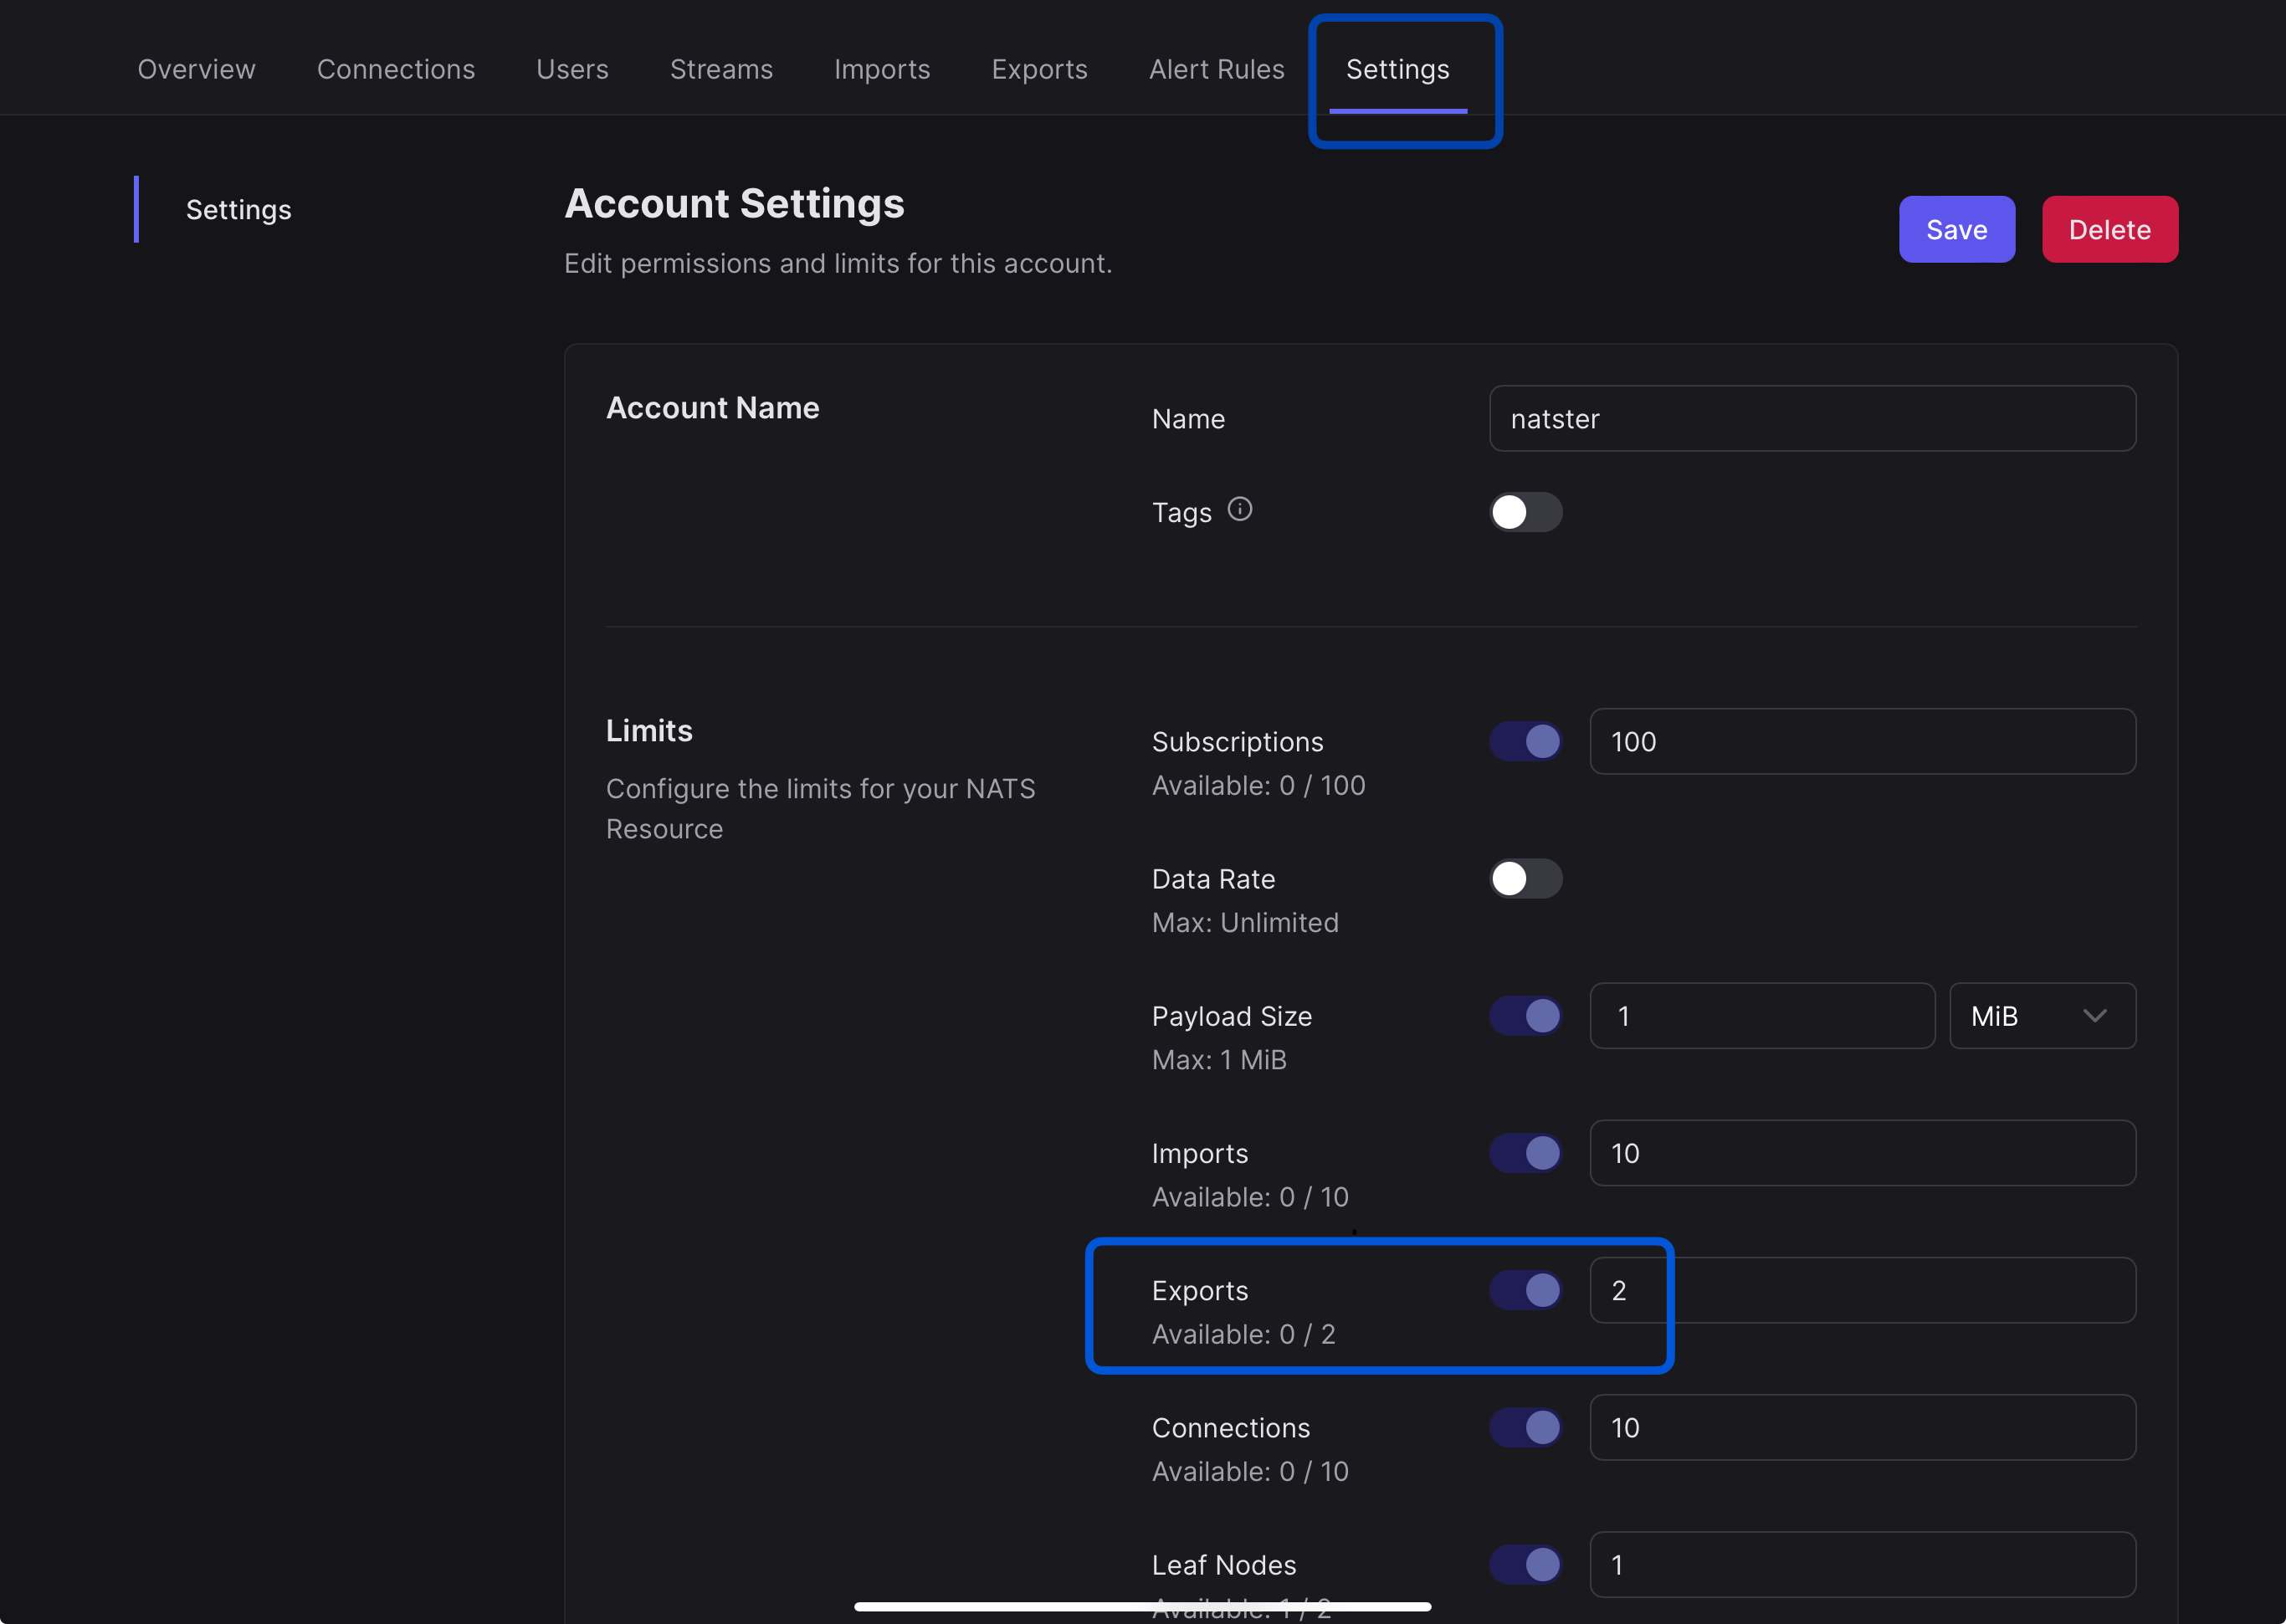 Overview Connections Users Streams Imports Exports Alert Rules Settings
Settings
Account Settings
Edit permissions and limits for this account.
Save Delete
Account Name
Name natster
Tags
Limits
Configure the limits for your NATS
Resource
Subscriptions 100
Available: 0 / 100
Data Rate
Max: Unlimited
Payload Size 1 MiB
Max: 1 MiB
Imports 10
Available: 0 / 10
Exports 2
Available: 0 / 2
Connections 10
Available: 0 / 10
Leaf Nodes 1
Available: 1 / 2